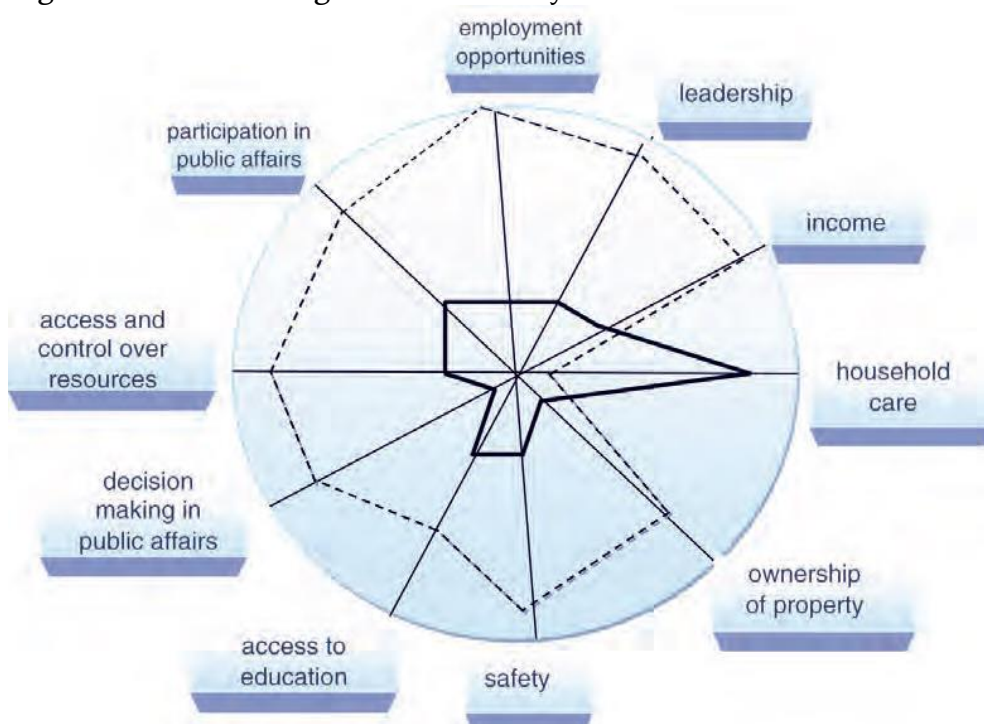 employment
opportunities
leadership
participation in
public affairs
income
access and
control over
resources
household
care
decision
making in
public affairs
ownership
of property
access to
education
safety